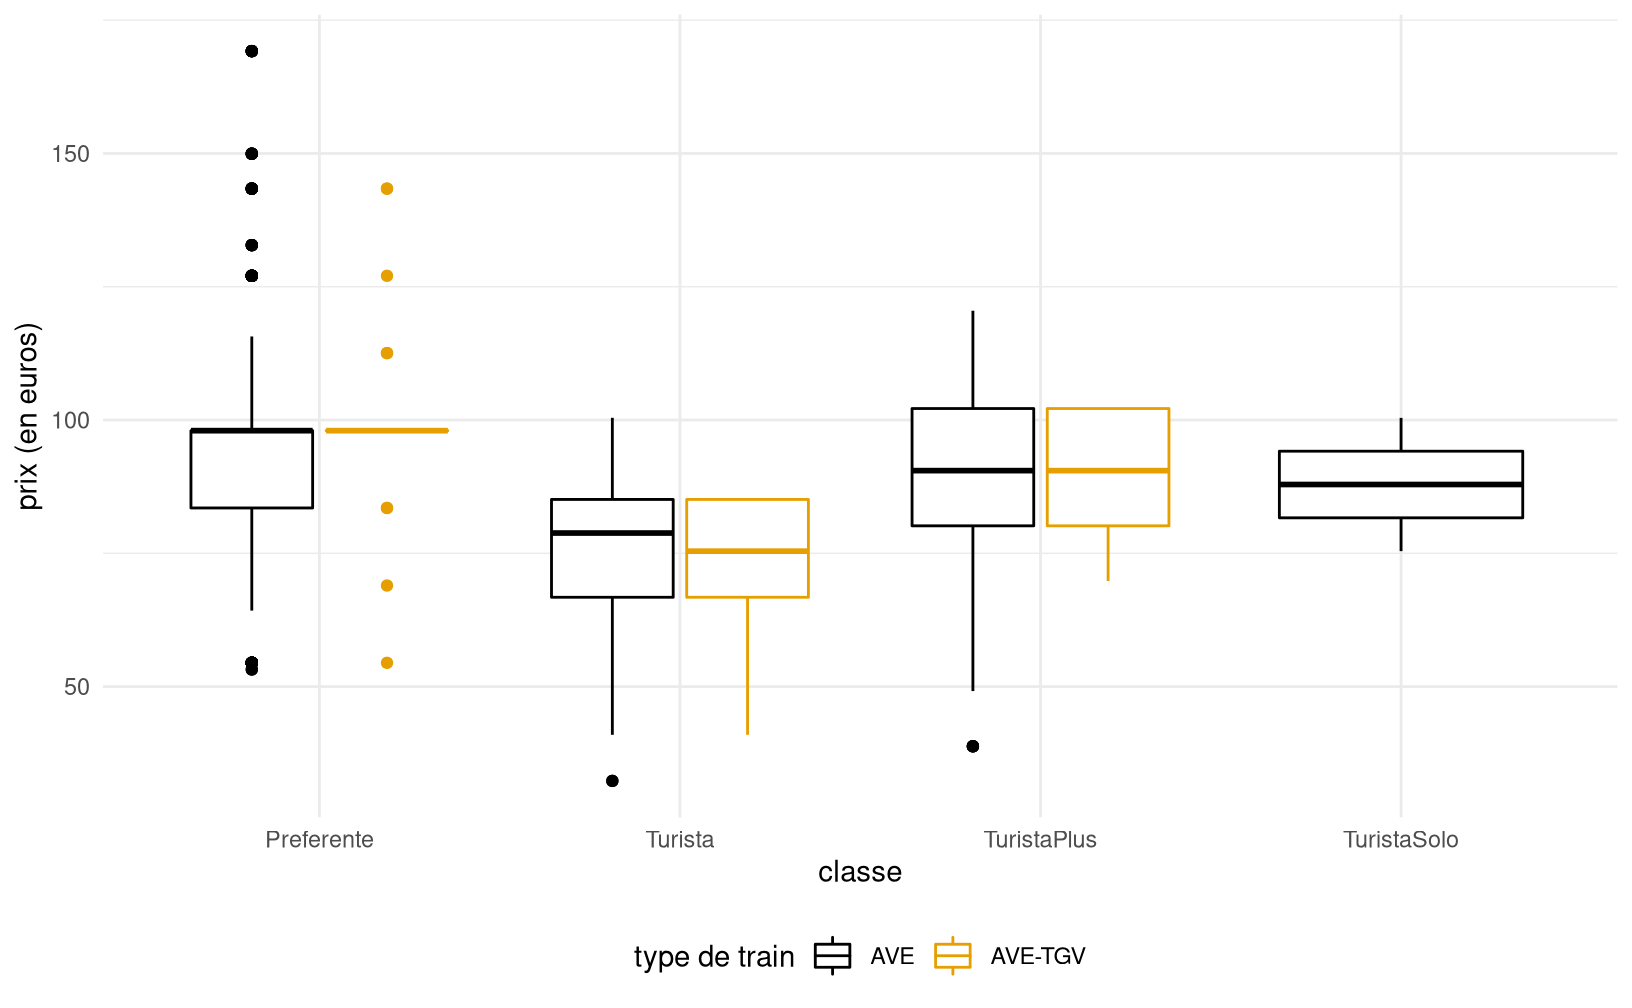 prix (en euros)
150
100
50
Preferente Turista TuristaPlus TuristaSolo
classe
type de train AVE AVE-TGV